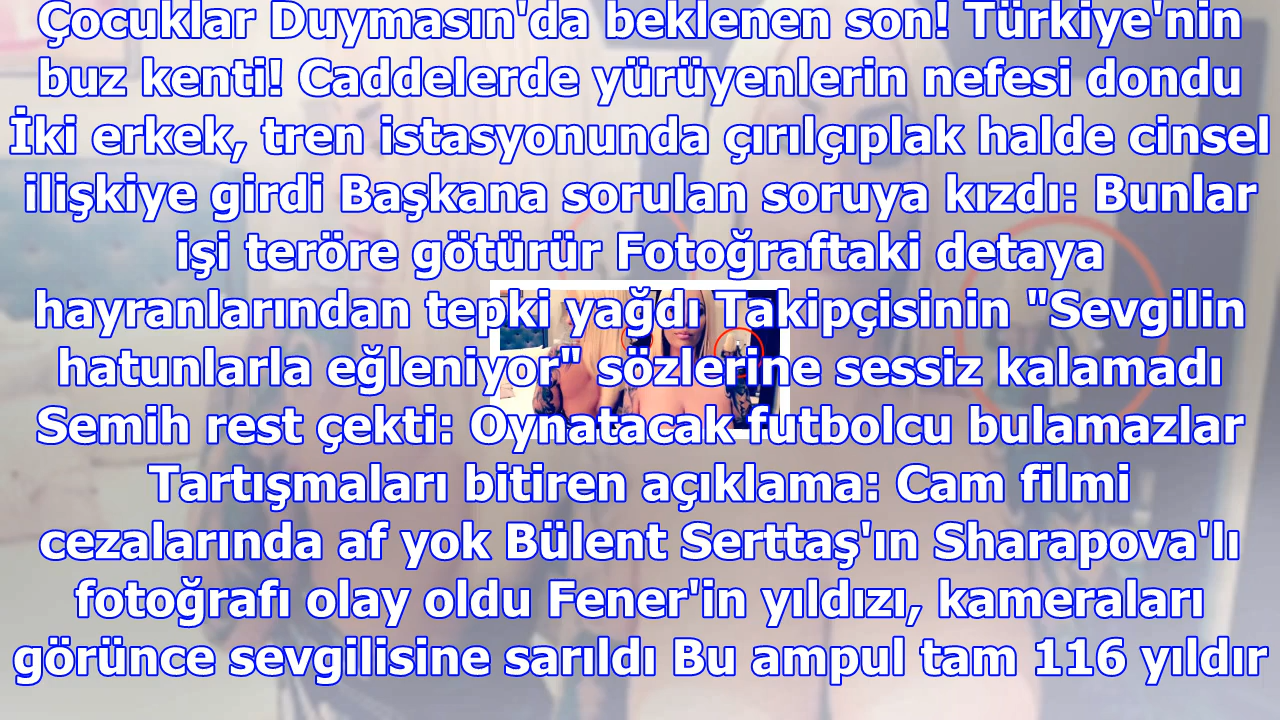 Çocuklar Duymasın'da beklenen son! Türkiye'nin
buz kenti! Caddelerde yürüyenlerin nefesi dondu
İki erkek, tren istasyonunda çırılçıplak halde cinsel
ilişkiye girdi Başkana sorulan soruya kızdı: Bunlar
işi teröre götürür Fotoğraftaki detaya
hayranlarından tepki yağdı Takipçisinin "Sevgilin
hatunlarla eğleniyor" sözlerine sessiz kalamadı
Semih rest çekti: Oynatacak futbolcu bulamazlar
Tartışmaları bitiren açıklama: Cam filmi
cezalarında af yok Bülent Serttaş'ın Sharapova'lı
fotoğrafı olay oldu Fener'in yıldızı, kameraları
görünce sevgilisine sarıldı Bu ampul tam 116 yıldır